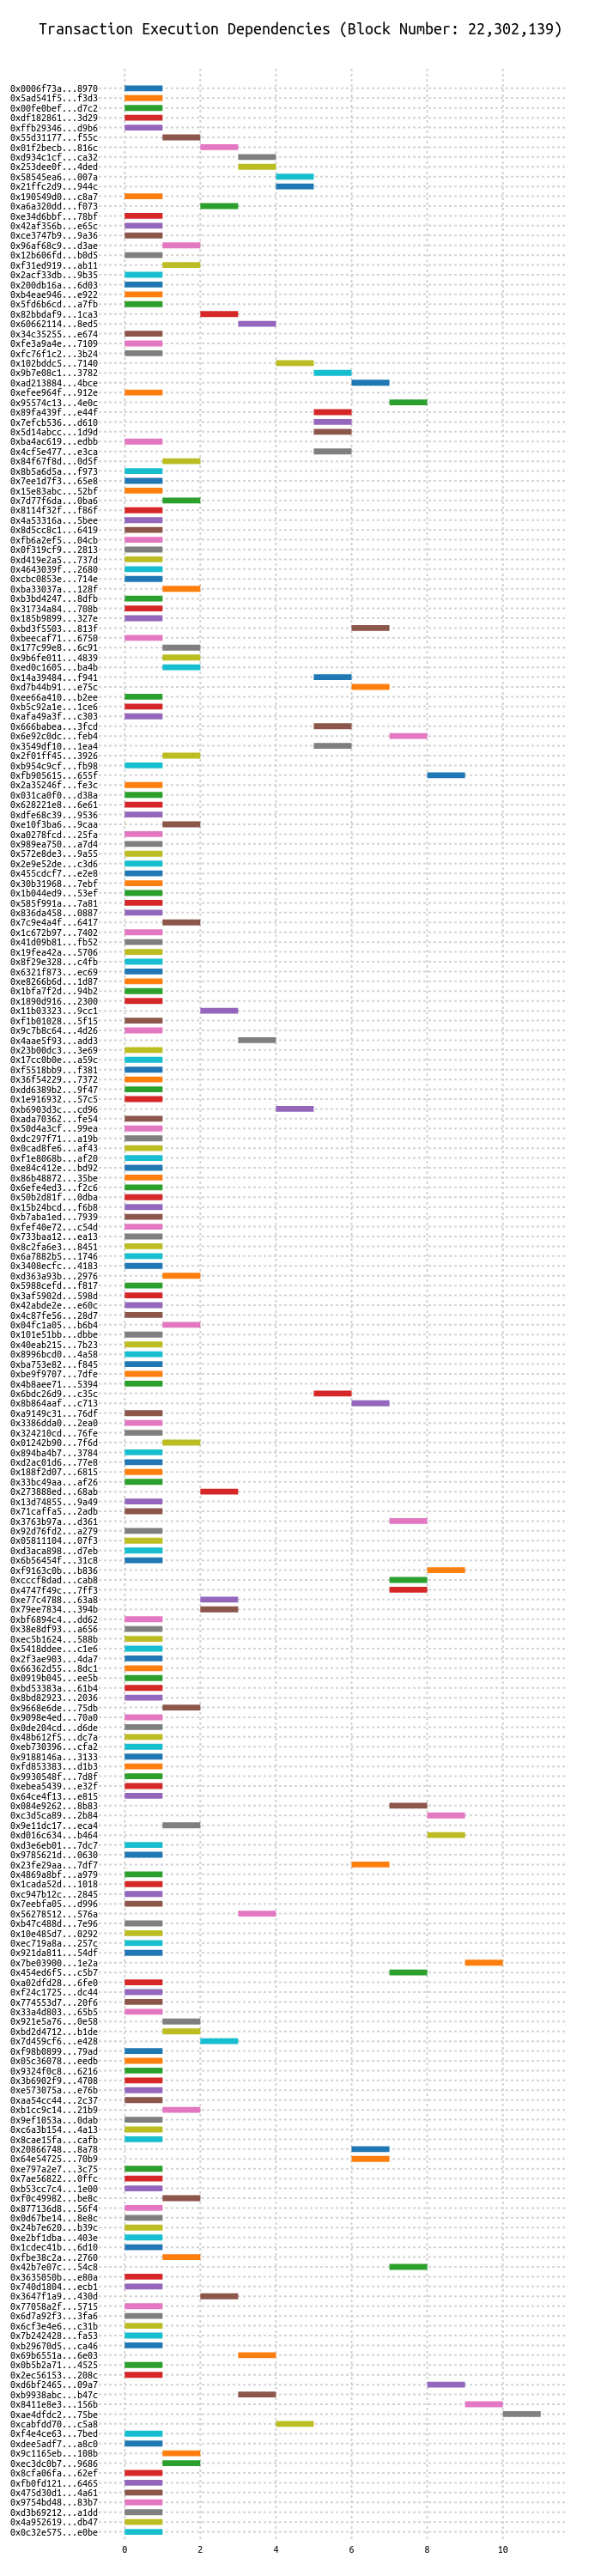 Transaction Execution Dependencies (Block Number: 22,302,139)
0x0006f73a...8970
0x5ad541f5...f3d3
0x00fe0bef...d7c2
0xdf182861...3d29
0xffb29346...d9b6
0x55d31177...f55c
0x01f2becb...816c
0xd934c1cf...ca32
0x253dee0f...4ded
0x58545ea6...007a
0x21ffc2d9...944c
0x190549d0...c8a7
0xa6a320d4...f073
0xe34d6bbf...78bf
0x42af356b...e65c
0xce3747b9...9a36
0x96af68c9...d3ae
0x12b606fd...b0d5
0xf31ed919...ab11
0x2acf33db...9b35
0x200db16a...6d03
0xb4eae946...e922
0x5fd6b6cd...a7fb
0x82bbdaf9...1ca3
0x60662114...8ed5
0x34c35255...e674
0xfe3a9a4e...7109
0xfc76f1c2...3b24
0x102bddc5...7140
0x9b7e08c1...3782
0xad213884...4bce
0xefee964f...912e
0x95574c13...4e0c
0x89fa439f...e44f
0x7efcb536...d610
0x5d14abcc...1d9d
0xba4ac619...edbb
0x4cf5e477...e3ca
0x84f67f8d...0d5f
0x8b5a6d5a...f973
0x7ee1d7f3...65e8
0x15e83abc...52bf
0x7d77f6da...0ba6
0x8114f32f...f86f
0x4a53316a...5bee
0x8d5cc8c1...6419
0xfb6a2ef5...04cb
0x0f319cf9...2813
0xd419e2a5...737d
0x4643039f...2680
0xcbc0853e...714e
0xba33037a...128f
0xb3bd4247...8dfb
0x31734a84...708b
0x185b9899...327e
0xbd3f5503...813f
0xbeecaf71...6750
0x177c99e8...6c91
0x9b6fe011...4839
0xed0c1605...ba4b
0x14a39484...f941
0xd7b44b91...e75c
0xee66a410...b2ee
0xb5c92a1e...1ce6
0xafa49a3f...c303
0x666babea...3fcd
0x6e92c0dc...feb4
0x3549df10...1ea4
0x2f01ff45...3926
0xb954c9cf...fb98
0xfb905615...655f
0x2a35246f...fe3c
0x031ca0f0...d38a
0x628221e8...6e61
0xdfe68c39...9536
0xe10f3ba6...9caa
0xa0278fcd...25fa
0x989ea750...a7d4
0x572e8de3...9a55
0x2e9e52de...c3d6
0x455cdcf7...e2e8
0x30b31968...7ebf
0x1b044ed9...53ef
0x585f991a...7a81
0x836da458...0887
0x7c9e4a4f...6417
0x1c672b97...7402
0x41d09b81...fb52
0x19fea42a...5706
0x8f29e328...c4fb
0x6321f873...ec69
0xe8266b6d...1d87
0x1bfa7f2d...94b2
0x1890d916...2300
0x11b03323...9cc1
0xf1b01028...5f15
0x9c7b8c64...4d26
0x4aae5f93...add3
0x23b00dc3...3e69
0x17cc0b0e...a59c
0xf5518bb9...f381
0x36f54229...7372
0xdd6389b2...9f47
0x1e916932...57c5
0xb6903d3c...cd96
0xada70362...fe54
0x50d4a3cf...99ea
0xdc297f71...a19b
0x0cad8fe6...af43
0xf1e8068b...af20
0xe84c412e...bd92
0x86b48872...35be
0x6efe4ed3...f2c6
0x50b2d81f...0dba
0x15b24bcd...f6b8
0xb7aba1ed...7939
0xfef40e72...c54d
0x733baa12...ea13
0x8c2fa6e3...8451
0x6a7882b5...1746
0x3408ecfc...4183
0xd363a93b...2976
0x5988cefd...f817
0x3af5902d...598d
0x42abde2e...e60c
0x4c87fe56...28d7
0x04fc1a05...b6b4
0x101e51bb...dbbe
0x40eab215...7b23
0x8996bcd0...4a58
0xba753e82...f845
0xbe9f9707...7dfe
0x4b8aee71...5394
0x6bdc26d9...c35c
0x8b864aaf...c713
0xa9149c31...76df
0x3386dda0...2ea0
0x324210cd...76fe
0x01242b90...7f6d
0x894ba4b7...3784
0xd2ac01d6...77e8
0x188f2d07...6815
0x33bc49aa...af26
0x273888ed...68ab
0x13d74855...9a49
0x71caffa5...2adb
0x3763b97a...d361
0x92d76fd2...a279
0x05811104...07f3
0xd3aca898...d7eb
0x6b56454f...31c8
0xf9163c0b...b836
0xcccf8dad...cab8
0x4747f49c...7ff3
0xe77c4788...63a8
0x79ee7834...394b
0xbf6894c4...dd62
0x38e8df93...a656
0xec5b1624...588b
0x5418ddee...c1e6
0x2f3ae903...4da7
0x66362d55...8dc1
0x0919b045...ee5b
0xbd53383a...61b4
0x8bd82923...2036
0x9668e6de...75db
0x9098e4ed...70a0
0x0de204cd...d6de
0x48b612f5...dc7a
0xeb730396...cfa2
0x9188146a...3133
0xfd853383...d1b3
0x9930548f...7d8f
0xebea5439...e32f
0x64ce4f13...e815
0x084e9262...8b83
0xc3d5ca89...2b84
0x9e11dc17...eca4
0xd016c634...b464
0xd3e6eb01...7dc7
0x9785621d...0630
0x23fe29aa...7df7
0x4869a8bf...a979
0x1cada52d...1018
0xc947b12c...2845
0x7eebfa05...d996
0x56278512...576a
0xb47c488d...7e96
0x10e485d7...0292
0xec719a8a...257c
0x921da811...54df
0x7be03900...1e2a
0x454ed6f5...c5b7
0xa02dfd28...6fe0
0xf24c1725...dc44
0x774553d7...20f6
0x33a4d803...65b5
0x921e5a76...0e58
0xbd2d4712...b1de
0x7d459cf6...e428
0xf98b0899...79ad
0x05c36078...eedb
0x9324f0c8...6216
0x3b6902f9...4708
0xe573075a...e76b
0xaa54cc44...2c37
0xb1cc9c14...21b9
0x9ef1053a...0dab
0xc6a3b154...4a13
0x8cae15fa...cafb
0x20866748...8a78
0x64e54725...70b9
0xe797a2e7...3c75
0x7ae56822...0ffc
0xb53cc7c4...1e00
0xf0c49982...be8c
0x877136d8...56f4
0x0d67be14...8e8c
0x24b7e620...b39c
0xe2bf1dba...403e
0x1cdec41b...6d10
0xfbe38c2a...2760
0x42b7e07c...54c8
0x3635050b...e80a
0x740d1804...ecb1
0x3647f1a9...430d
0x77058a2f...5715
0x6d7a92f3...3fa6
0x6cf3e4e6...c31b
0x7b242428...fa53
0xb29670d5...ca46
0x69b6551a...6e03
0x0b5b2a71...4525
0x2ec56153...208c
0xd6bf2465...09a7
0xb9938abc...b47c
0x8411e8e3...156b
0xae4dfdc2...75be
0xcabfdd70...c5a8
0xf4e4ce63...7bed
0xdee5adf7...a8c0
0x9c1165eb...108b
0xec3dc0b7...9686
0x8cfa06fa...62ef
0xfb0fd121...6465
0x475d30d1...4a61
0x9754bd48...83b7
0xd3b69212...a1dd
0x4a952619...db47
0x0c32e575...e0be
0 2 4 6 8 10